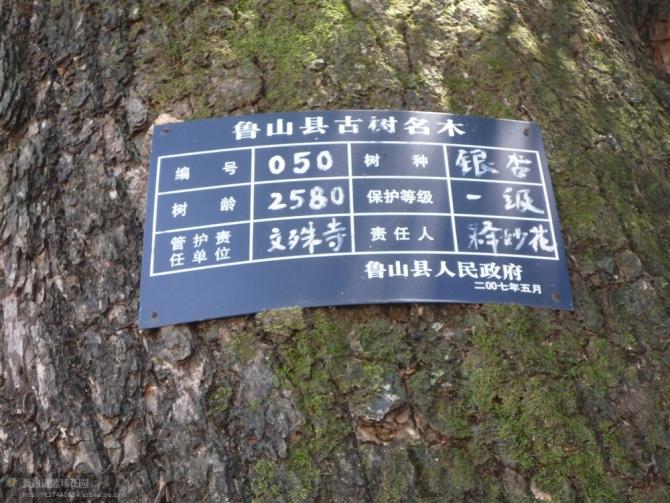 鲁山县古树名木
编 号 050 树 种 银杏
树 龄 2580 保护等级 一级
管护责任单位 文殊寺 责任人 释妙花
鲁山县人民政府
二00七年五月